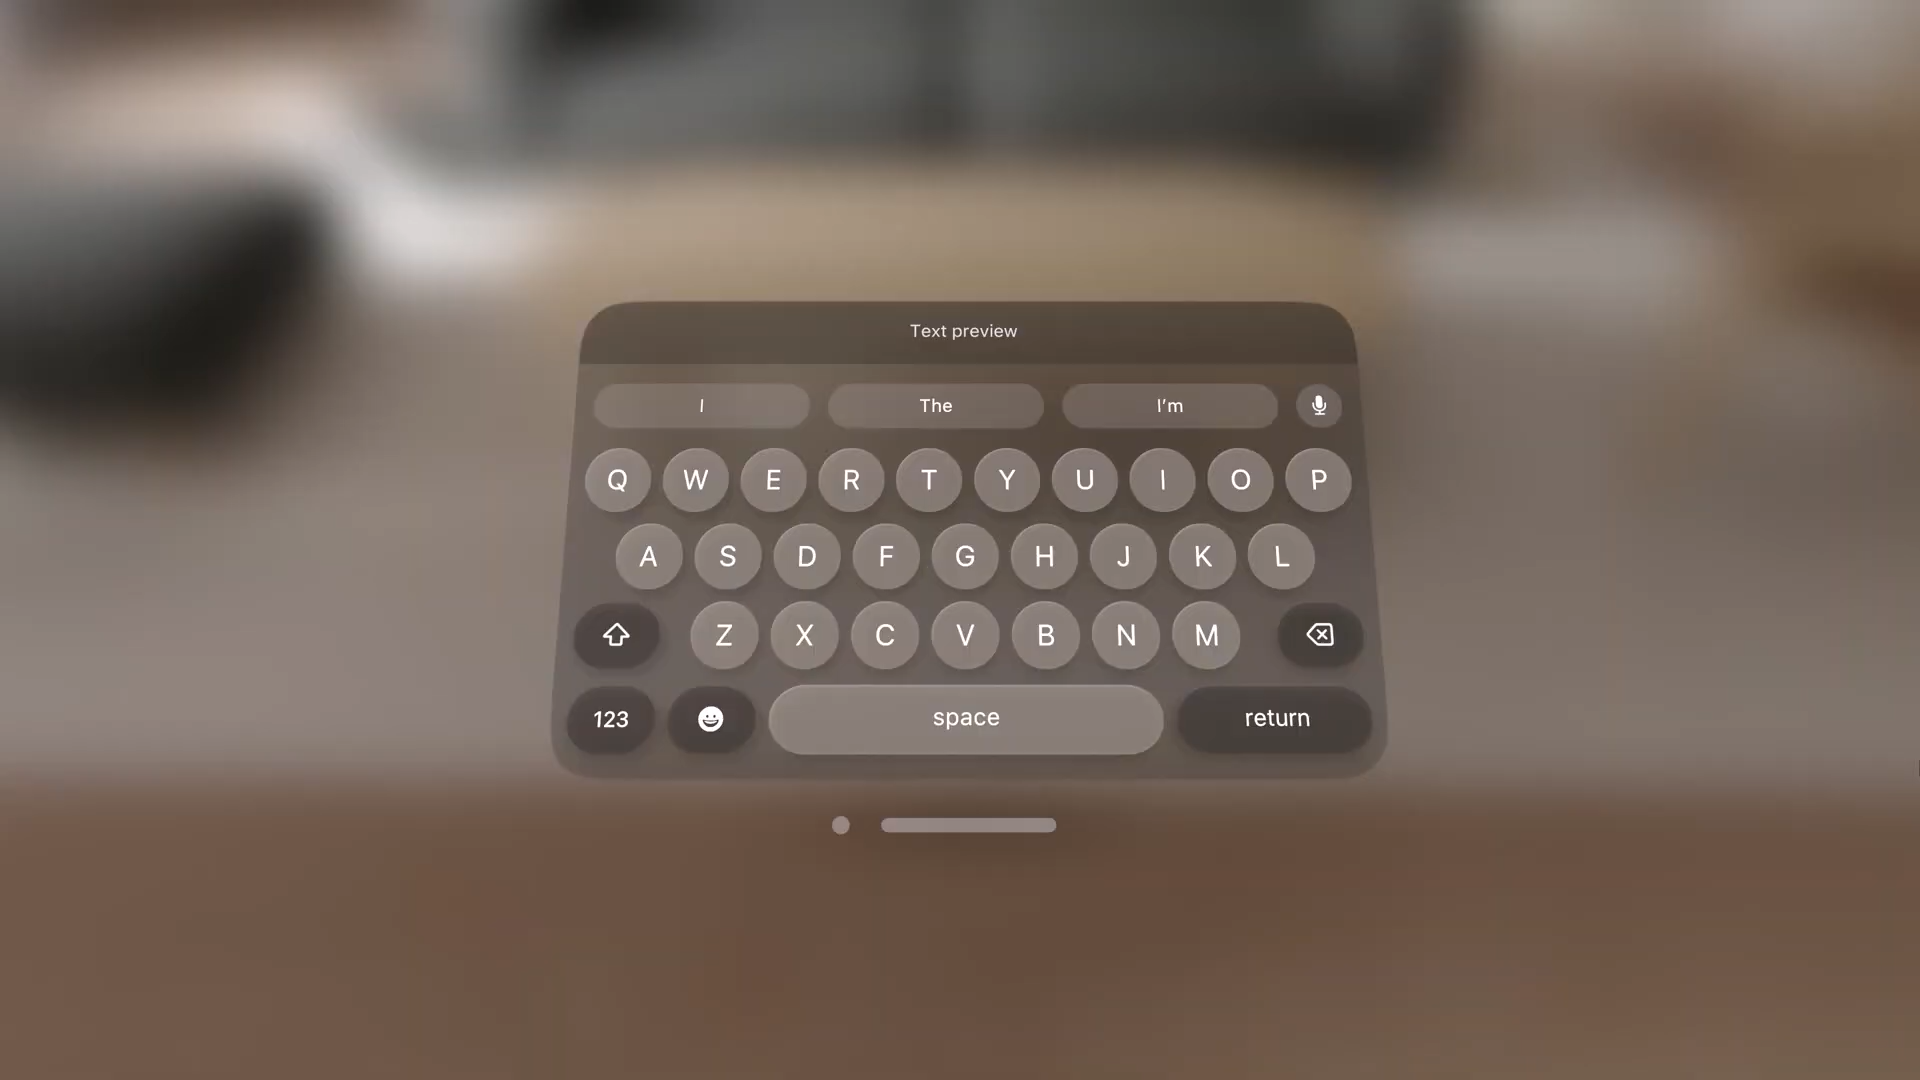 Text preview
I The I'm
Q W E R T Y U I O P
A S D F G H J K L
Z X C V B N M
123 space return